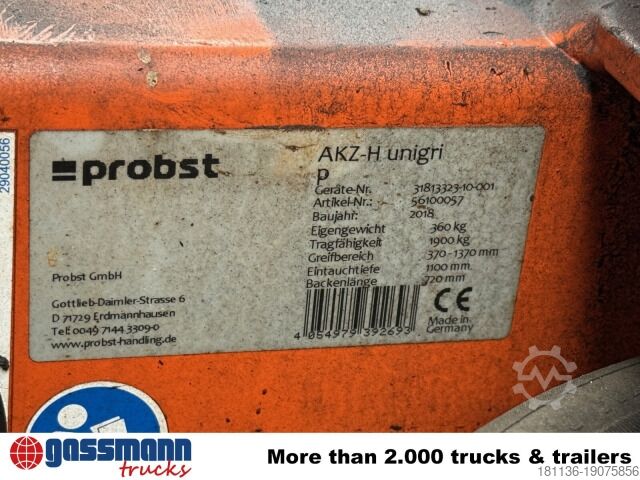 29040056
probst
AKZ-H unigri
p
Geräte-Nr. 31813323-10-001
Artikel-Nr.: 56100057
Baujahr: 2018
Eigengewicht 360 kg
Tragfähigkeit 1900 kg
Greifbereich 370 - 1370 mm
Eintauchtiefe 1100 mm
Backenlänge 720 mm
Probst GmbH
Gottlieb-Daimler-Strasse 6
D 71729 Erdmannhausen
Tel: 0049 7144 3309-0
www.probst-handling.de
4 054979 392693
CE
Made in
Germany
gassmann
trucks
More than 2.000 trucks & trailers
181136-19075856